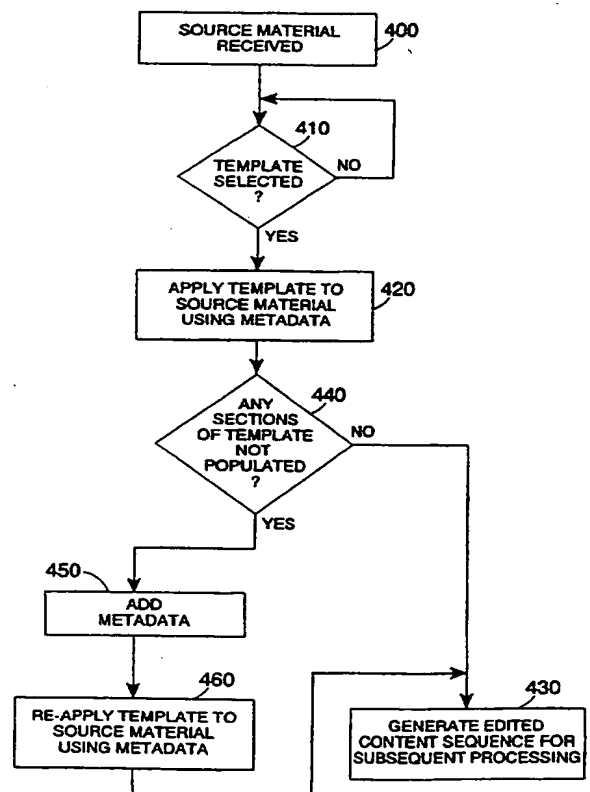 SOURCE MATERIAL
RECEIVED
400
410
TEMPLATE
SELECTED
?
NO
YES
APPLY TEMPLATE TO
SOURCE MATERIAL
USING METADATA
420
440
ANY
SECTIONS
OF TEMPLATE
NOT
POPULATED
?
NO
YES
450
ADD
METADATA
460
RE-APPLY TEMPLATE TO
SOURCE MATERIAL
USING METADATA
430
GENERATE EDITED
CONTENT SEQUENCE FOR
SUBSEQUENT PROCESSING